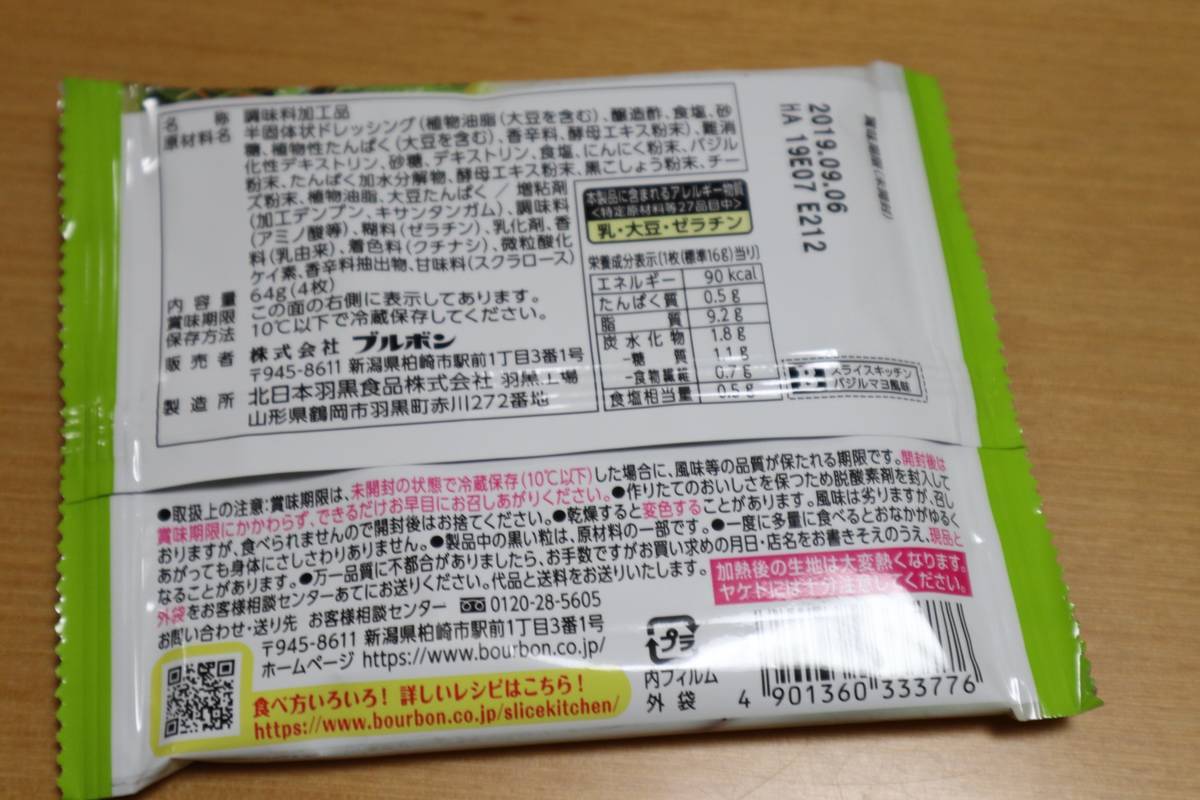 名称 調味料加工品
原材料名 半固体状ドレッシング(植物油脂(大豆を含む)、醸造酢、食塩、砂
糖、植物性たんぱく(大豆を含む)、香辛料、酵母エキス粉末)、難消
化性デキストリン、砂糖、デキストリン、食塩、にんにく粉末、バジル
粉末、たんぱく加水分解物、酵母エキス粉末、黒こしょう粉末、チー
ズ粉末、植物油脂、大豆たんぱく/増粘剤
(加工デンプン、キサンタンガム)、調味料
(アミノ酸等)、糊料(ゼラチン)、乳化剤、香
料(乳由来)、着色料(クチナシ)、微粒酸化
ケイ素、香辛料抽出物、甘味料(スクラロース)
内容量 64g(4枚)
賞味期限 この面の右側に表示してあります。
保存方法 10℃以下で冷蔵保存してください。
販売者 株式会社 ブルボン
〒945-8611 新潟県柏崎市駅前1丁目3番1号
製造所 北日本羽黒食品株式会社 羽黒工場
山形県鶴岡市羽黒町赤川272番地
本製品に含まれるアレルギー物質
<特定原材料等27品目中>
乳・大豆・ゼラチン
栄養成分表示(1枚(標準16g)当り)
エネルギー 90 kcal
たんぱく質 0.5 g
脂質 9.2 g
炭水化物 1.8 g
-糖質 1.1 g
-食物繊維 0.7 g
食塩相当量 0.5 g
スライスキッチン
バジルマヨ風味
2019.09.06
HA 19E07 E212
●取扱上の注意:賞味期限は、未開封の状態で冷蔵保存(10℃以下)した場合に、風味等の品質が保たれる期限です。開封後は
賞味期限にかかわらず、できるだけお早目にお召しあがりください。●作りたてのおいしさを保つため脱酸素剤を封入して
おりますが、食べられませんので開封後はお捨てください。●乾燥すると変色することがあります。風味は劣りますが、召し
あがっても身体にさしさわりありません。●製品中の黒い粒は、原材料の一部です。●一度に多量に食べるとおなかがゆるく
なることがあります。●万一品質に不都合がありましたら、お手数ですがお買い求めの月日・店名をお書きそえのうえ、現品と
外袋をお客様相談センターあてにお送りください。代品と送料をお送りいたします。
加熱後の生地は大変熱くなります。
ヤケドには十分注意してください。
お問い合わせ・送り先 お客様相談センター 0120-28-5605
〒945-8611 新潟県柏崎市駅前1丁目3番1号
ホームページ https://www.bourbon.co.jp/
食べ方いろいろ! 詳しいレシピはこちら!
https://www.bourbon.co.jp/slicekitchen/
プラ
内フィルム
外袋
4 901360 333776